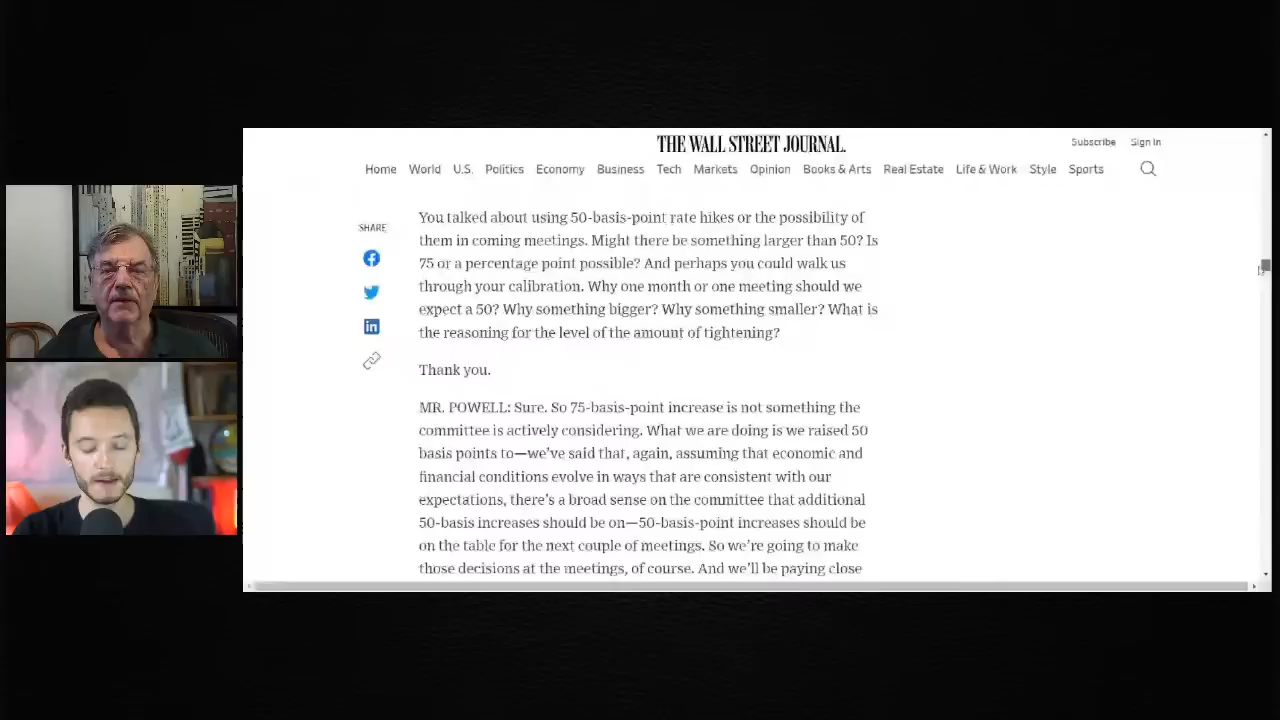 THE WALL STREET JOURNAL.
Subscribe Sign In
Home World U.S. Politics Economy Business Tech Markets Opinion Books & Arts Real Estate Life & Work Style Sports
SHARE
You talked about using 50-basis-point rate hikes or the possibility of
them in coming meetings. Might there be something larger than 50? Is
75 or a percentage point possible? And perhaps you could walk us
through your calibration. Why one month or one meeting should we
expect a 50? Why something bigger? Why something smaller? What is
the reasoning for the level of the amount of tightening?
Thank you.
MR. POWELL: Sure. So 75-basis-point increase is not something the
committee is actively considering. What we are doing is we raised 50
basis points to—we've said that, again, assuming that economic and
financial conditions evolve in ways that are consistent with our
expectations, there's a broad sense on the committee that additional
50-basis increases should be on—50-basis-point increases should be
on the table for the next couple of meetings. So we're going to make
those decisions at the meetings, of course. And we'll be paying close